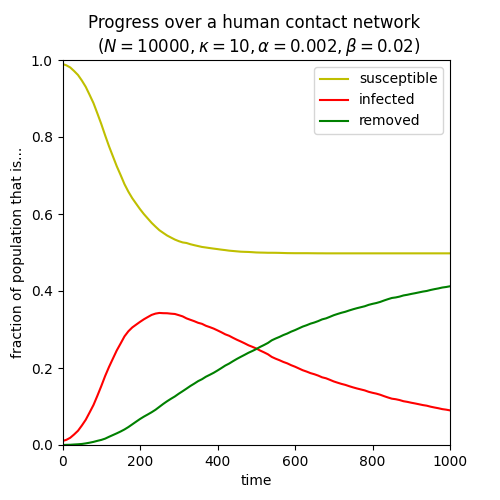 Progress over a human contact network
(N = 10000, κ = 10, α = 0.002, β = 0.02)
susceptible
infected
removed
fraction of population that is...
1.0
0.8
0.6
0.4
0.2
0.0
0 200 400 600 800 1000
time